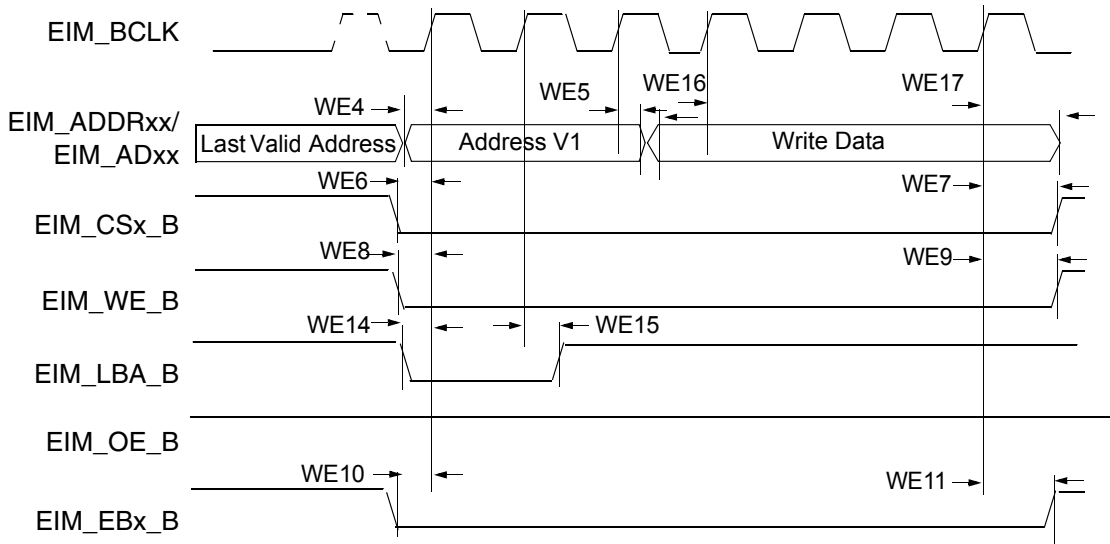 EIM_BCLK
WE4
WE5
WE16
WE17
EIM_ADDRxx/
EIM_ADxx
Last Valid Address
Address V1
Write Data
WE6
WE7
EIM_CSx_B
WE8
WE9
EIM_WE_B
WE14
WE15
EIM_LBA_B
EIM_OE_B
WE10
WE11
EIM_EBx_B